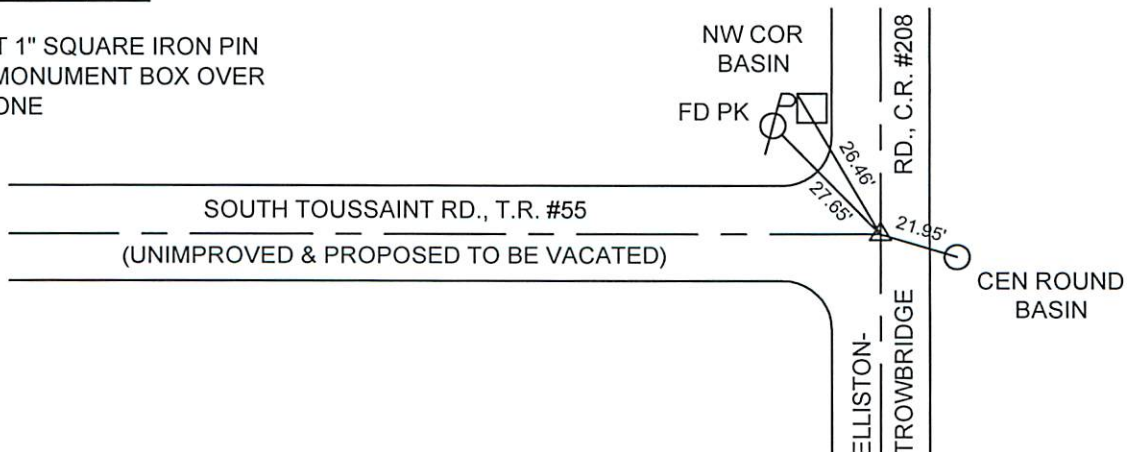 1" SQUARE IRON PIN
MONUMENT BOX OVER
NW COR
BASIN
FD PK
RD., C.R. #208
26.46'
27.65'
21.95'
SOUTH TOUSSAINT RD., T.R. #55
(UNIMPROVED & PROPOSED TO BE VACATED)
CEN ROUND
BASIN
ELLISTON-
TROWBRIDGE